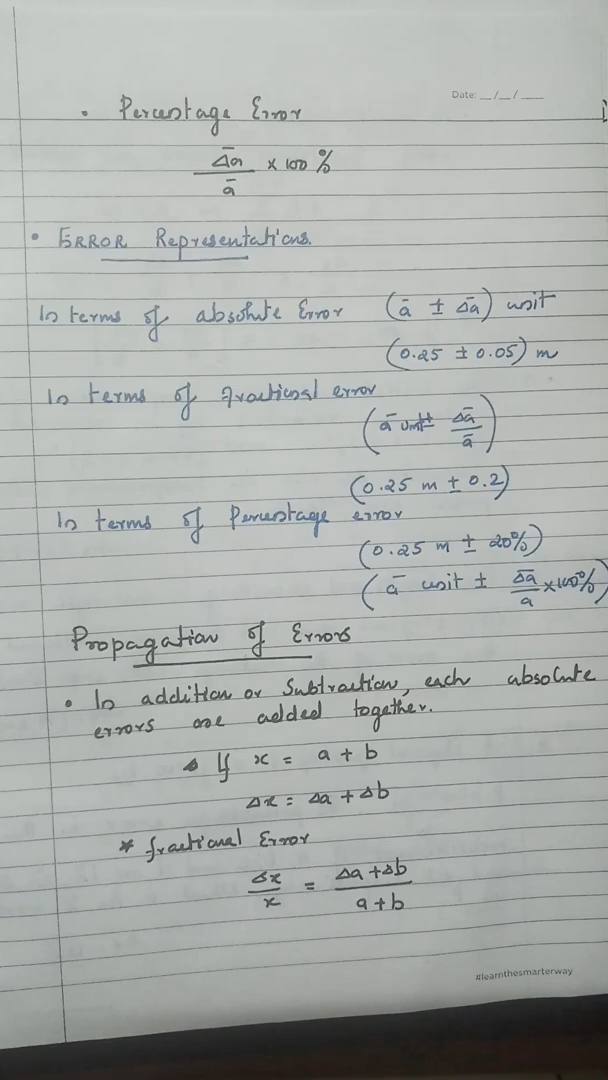 Date: __/__/____
• Percentage Error
Δā/ā × 100 %
• ERROR Representations.
In terms of absolute Error (ā ± Δā) unit
(0.25 ± 0.05) m
In terms of fractional error
(ā unit ± Δā/ā)
(0.25 m ± 0.2)
In terms of Percentage error
(0.25 m ± 20%)
(ā unit ± Δā/a × 100%)
Propagation of Errors
• In addition or Subtraction, each absolute
errors are added together.
If x = a + b
Δx = Δa + Δb
* fractional Error
Δx/x = Δa + Δb/a + b
#learnthesmarterway